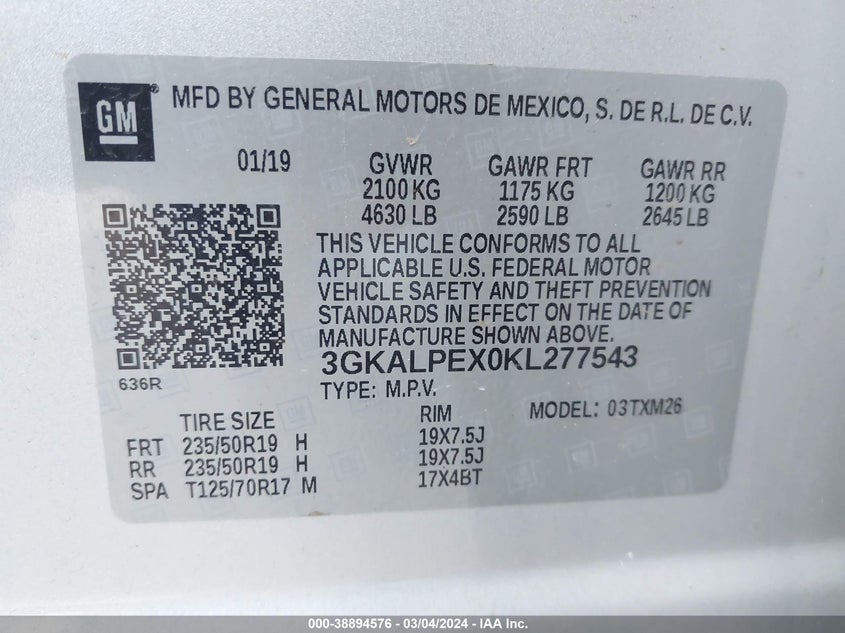 GM® MFD BY GENERAL MOTORS DE MEXICO, S. DE R.L. DE C.V.
01/19 GVWR GAWR FRT GAWR RR
2100 KG 1175 KG 1200 KG
4630 LB 2590 LB 2645 LB
THIS VEHICLE CONFORMS TO ALL
APPLICABLE U.S. FEDERAL MOTOR
VEHICLE SAFETY AND THEFT PREVENTION
STANDARDS IN EFFECT ON THE DATE OF
MANUFACTURE SHOWN ABOVE.
3GKALPEX0KL277543
636R
TYPE: M.P.V.
TIRE SIZE RIM MODEL: 03TXM26
FRT 235/50R19 H 19X7.5J
RR 235/50R19 H 19X7.5J
SPA T125/70R17 M 17X4BT
000-38894576 - 03/04/2024 - IAAI.COM